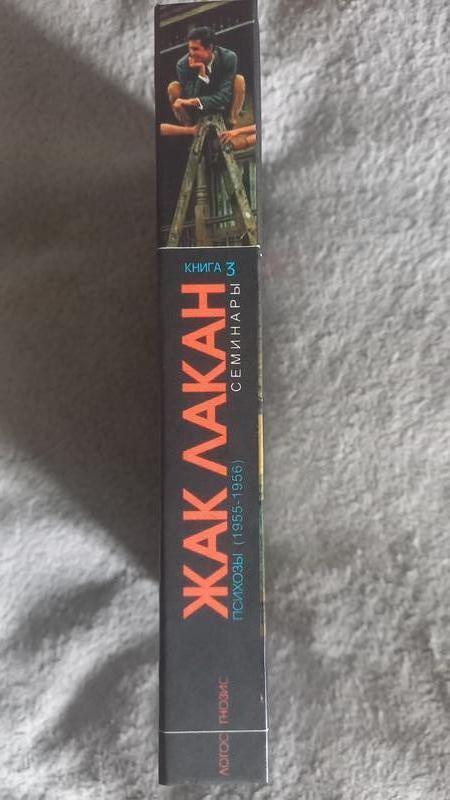 КНИГА 3
ЖАК ЛАКАН
СЕМИНАРЫ
ПСИХОЗЫ (1955-1956)
ЛОГОС ГНОЗИС